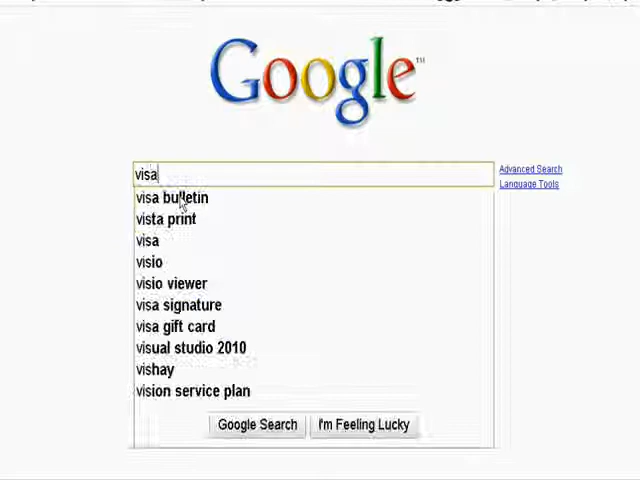 Google™
visa
Advanced Search
Language Tools
visa bulletin
vista print
visa
visio
visio viewer
visa signature
visa gift card
visual studio 2010
vishay
vision service plan
Google Search
I'm Feeling Lucky